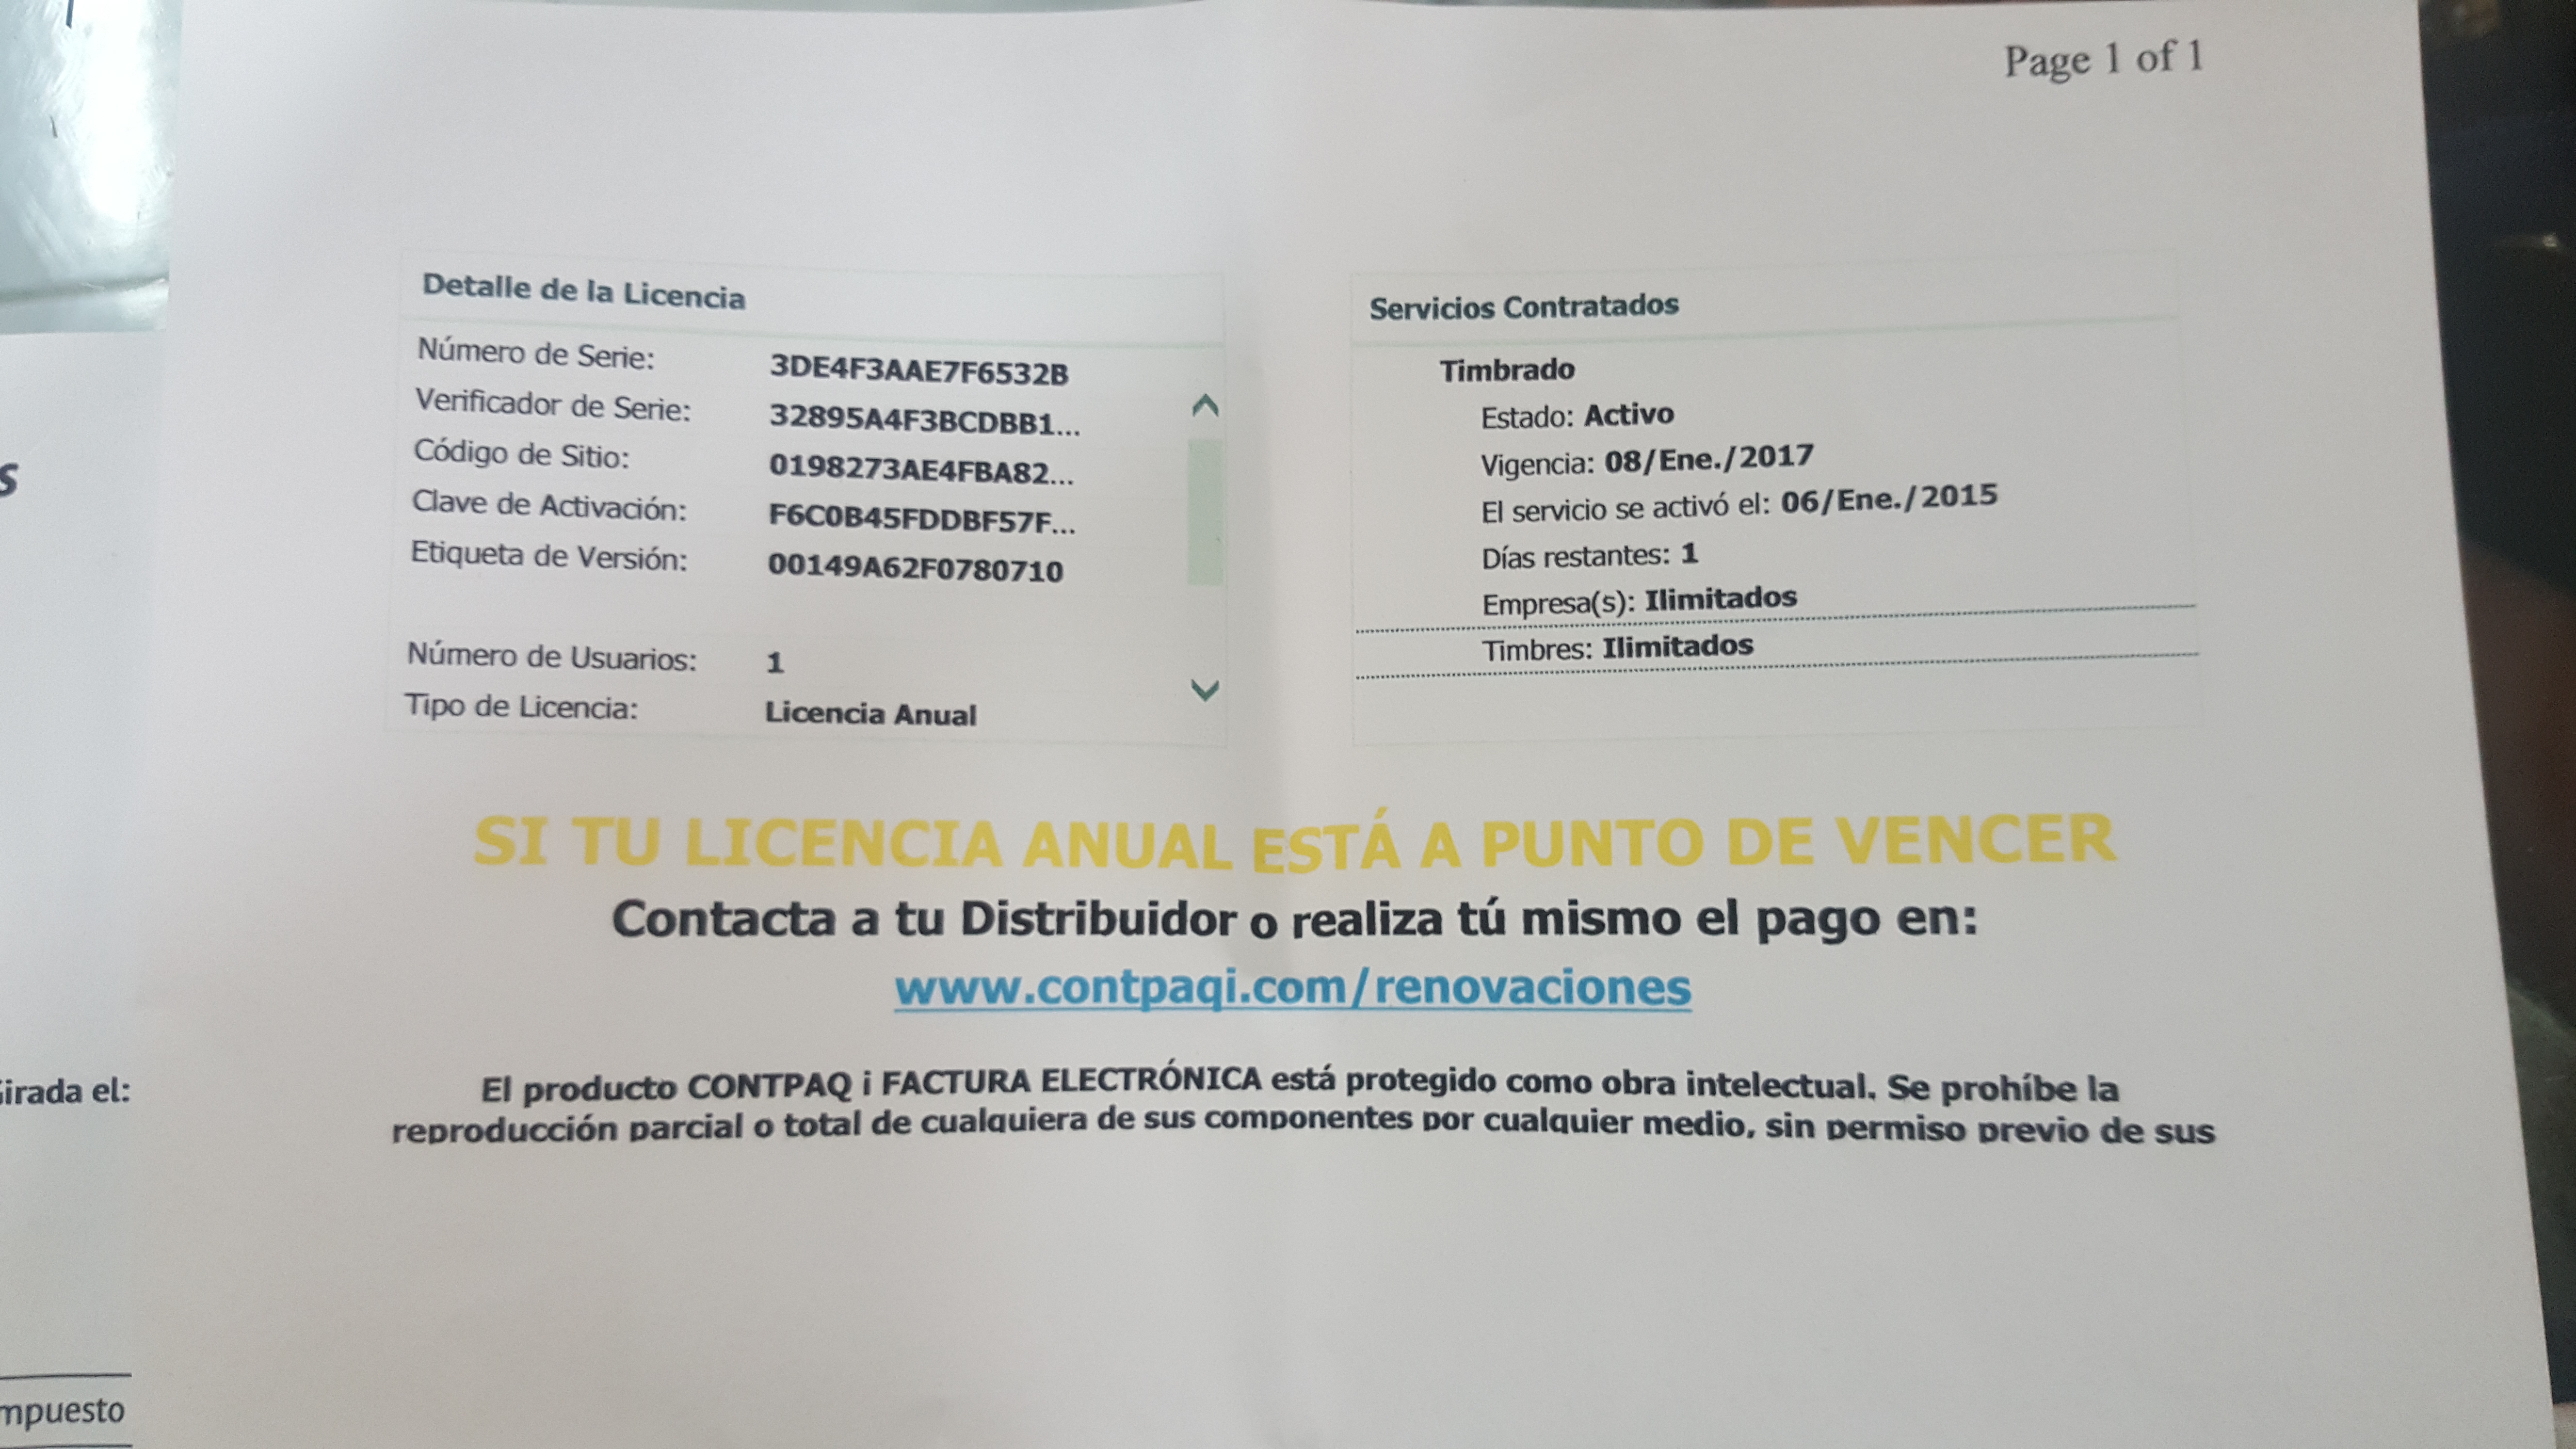 Page 1 of 1
Detalle de la Licencia
Número de Serie: 3DE4F3AAE7F6532B
Verificador de Serie: 32895A4F3BCDBB1...
Código de Sitio: 0198273AE4FBA82...
Clave de Activación: F6C0B45FDDBF57F...
Etiqueta de Versión: 00149A62F0780710
Número de Usuarios: 1
Tipo de Licencia: Licencia Anual
Servicios Contratados
Timbrado
Estado: Activo
Vigencia: 08/Ene./2017
El servicio se activó el: 06/Ene./2015
Días restantes: 1
Empresa(s): Ilimitados
Timbres: Ilimitados
SI TU LICENCIA ANUAL ESTÁ A PUNTO DE VENCER
Contacta a tu Distribuidor o realiza tú mismo el pago en:
www.contpaqi.com/renovaciones
El producto CONTPAQ i FACTURA ELECTRÓNICA está protegido como obra intelectual. Se prohíbe la
reproducción parcial o total de cualquiera de sus componentes por cualquier medio, sin permiso previo de sus
irada el:
mpuesto